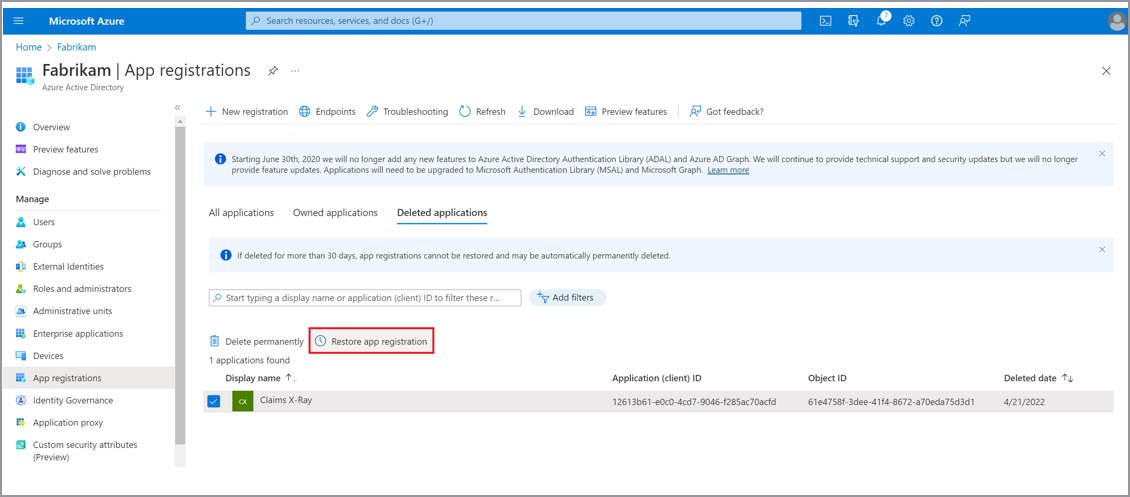 Microsoft Azure
Search resources, services, and docs (G+/)
7
Home > Fabrikam
Fabrikam | App registrations
Azure Active Directory
Overview
Preview features
Diagnose and solve problems
Manage
Users
Groups
External Identities
Roles and administrators
Administrative units
Enterprise applications
Devices
App registrations
Identity Governance
Application proxy
Custom security attributes
(Preview)
New registration
Endpoints
Troubleshooting
Refresh
Download
Preview features
Got feedback?
Starting June 30th, 2020 we will no longer add any new features to Azure Active Directory Authentication Library (ADAL) and Azure AD Graph. We will continue to provide technical support and security updates but we will no longer
provide feature updates. Applications will need to be upgraded to Microsoft Authentication Library (MSAL) and Microsoft Graph. Learn more
All applications
Owned applications
Deleted applications
If deleted for more than 30 days, app registrations cannot be restored and may be automatically permanently deleted.
Start typing a display name or application (client) ID to filter these r...
Add filters
Delete permanently
Restore app registration
1 applications found
Display name
Application (client) ID
Object ID
Deleted date
CX
Claims X-Ray
12613b61-e0c0-4cd7-9046-f285ac70acfd
61e4758f-3dee-41f4-8672-a70eda75d3d1
4/21/2022